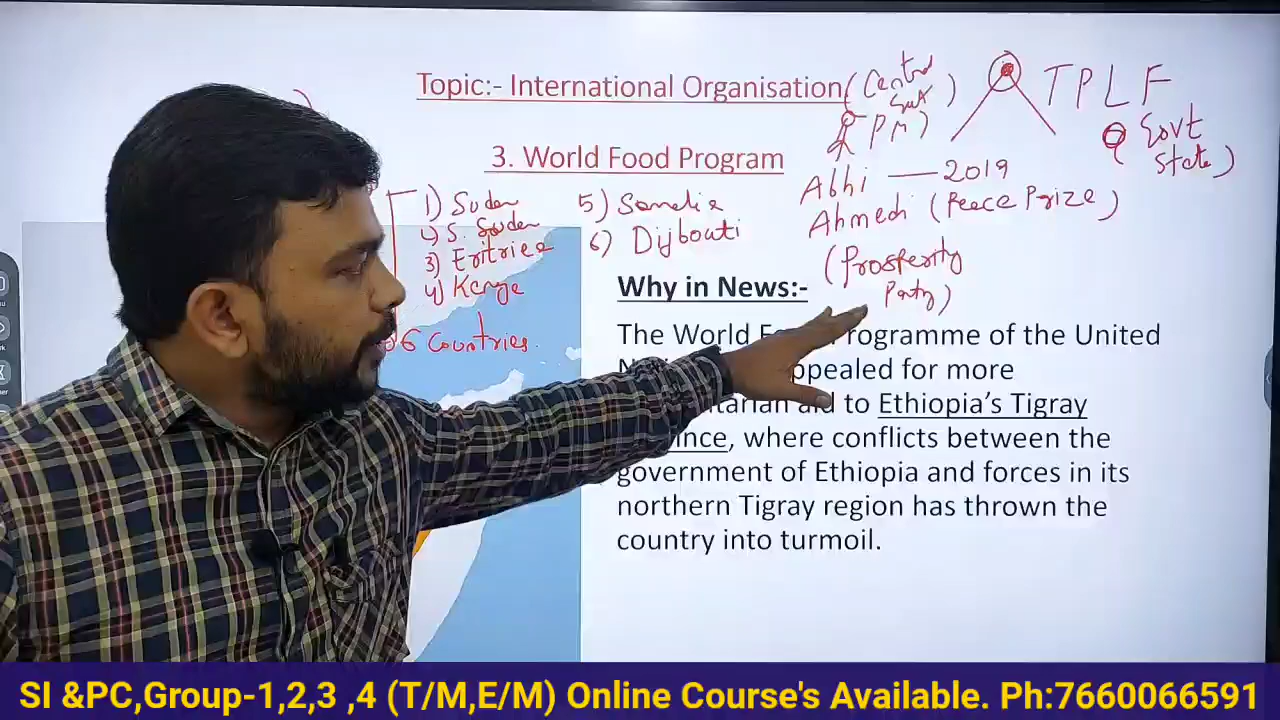 Topic:- International Organisation
(Central Govt)
TPLF
PM)
Govt
State)
3. World Food Program
Abhi — 2019
Ahmedi (Peace Prize)
(Prosperity
Party)
1) Sudan
2) S. Sudan
3) Eritriea
4) Kenya
5) Somalia
6) Dijbouti
6 Countries.
Why in News:-
The World Programme of the United
appealed for more
aid to Ethiopia's Tigray
where conflicts between the
government of Ethiopia and forces in its
northern Tigray region has thrown the
country into turmoil.
SI &PC,Group-1,2,3 ,4 (T/M,E/M) Online Course's Available. Ph:7660066591